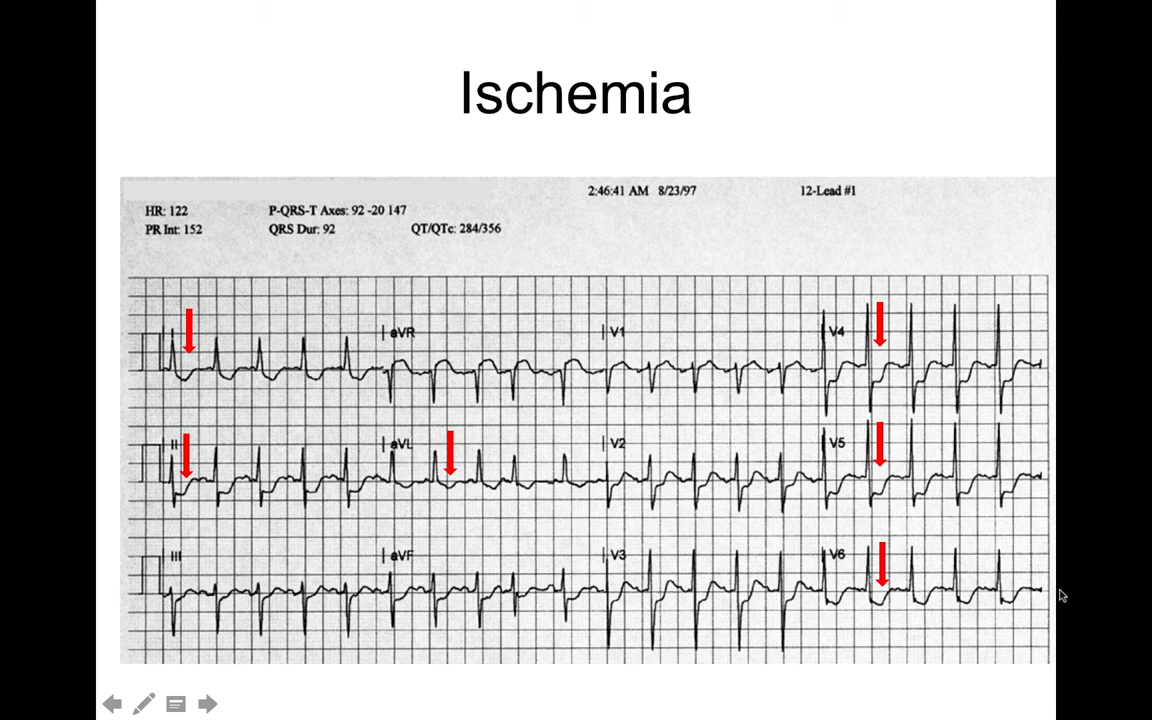 Ischemia
2:46:41 AM 8/23/97 12-Lead #1
HR: 122 P-QRS-T Axes: 92 -20 147
PR Int: 152 QRS Dur: 92 QT/QTc: 284/356
aVR V1 V4
II aVL V2 V5
III aVF V3 V6